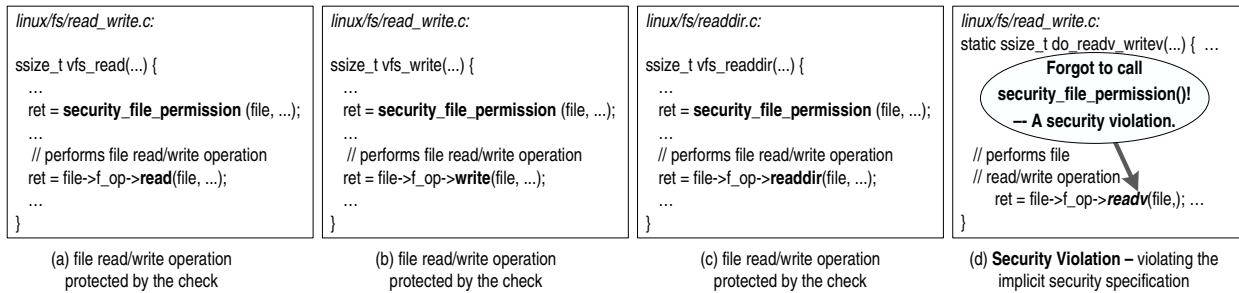 linux/fs/read_write.c:
ssize_t vfs_read(...) {
...
ret = security_file_permission (file, ...);
...
// performs file read/write operation
ret = file->f_op->read(file, ...);
...
}
(a) file read/write operation
protected by the check
linux/fs/read_write.c:
ssize_t vfs_write(...) {
...
ret = security_file_permission (file, ...);
...
// performs file read/write operation
ret = file->f_op->write(file, ...);
...
}
(b) file read/write operation
protected by the check
linux/fs/readdir.c:
ssize_t vfs_readdir(...) {
...
ret = security_file_permission (file, ...);
...
// performs file read/write operation
ret = file->f_op->readdir(file, ...);
...
}
(c) file read/write operation
protected by the check
linux/fs/read_write.c:
static ssize_t do_readv_writev(...) { ...
Forgot to call
security_file_permission()!
–- A security violation.
// performs file
// read/write operation
ret = file->f_op->readv(file,); ...
}
(d) Security Violation – violating the
implicit security specification